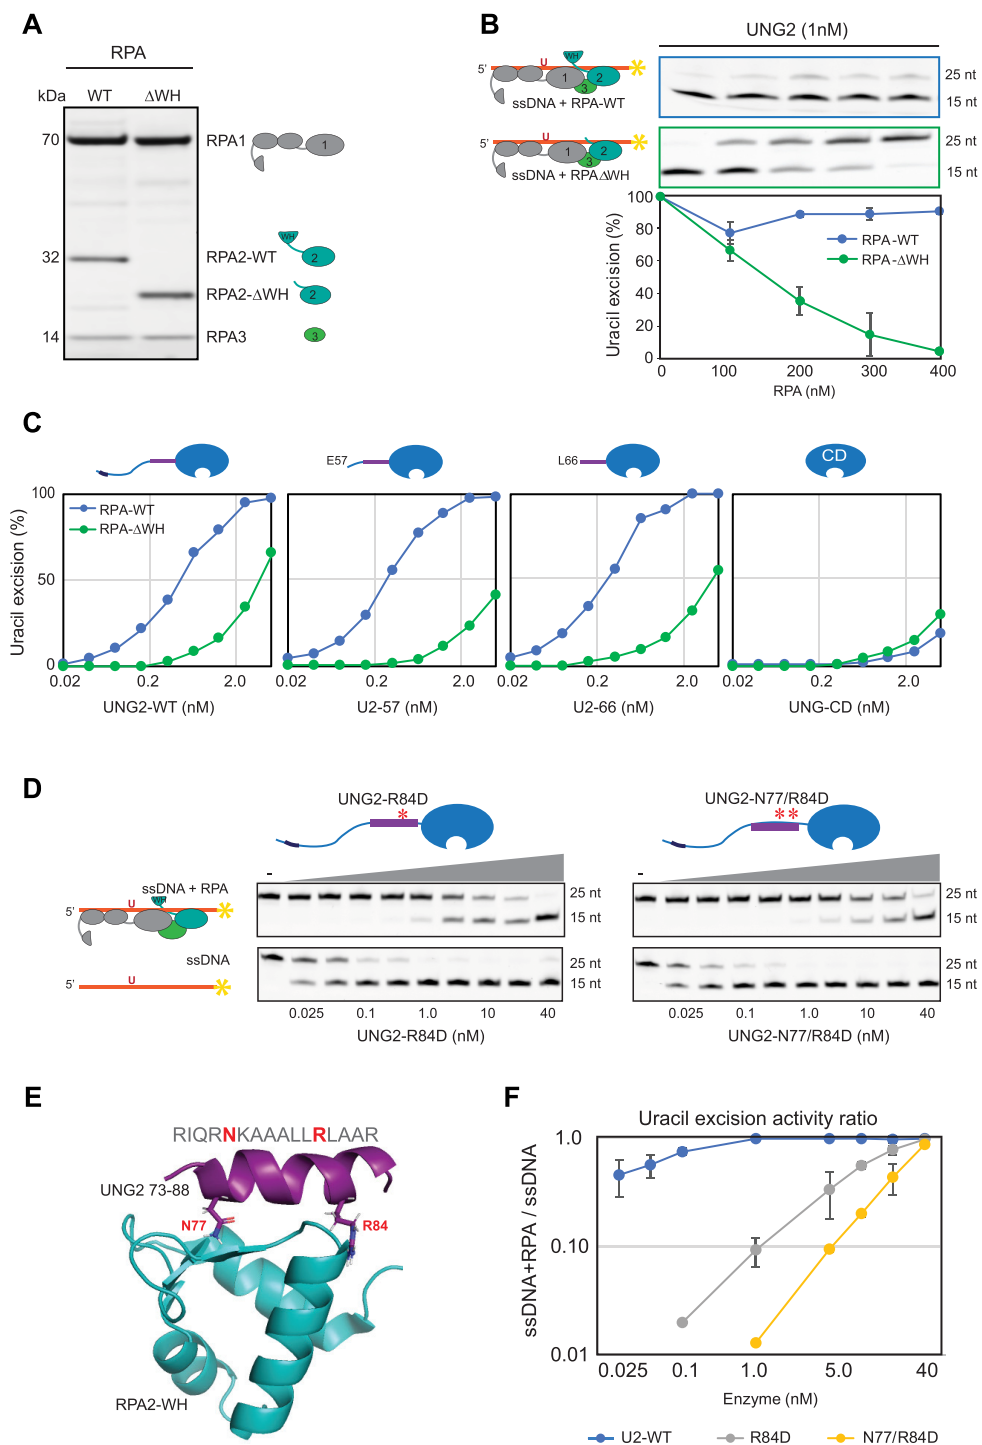 A
RPA
kDa WT ΔWH
70 RPA1 1
WH
32 RPA2-WT 2
RPA2-ΔWH 2
14 RPA3 3
B
UNG2 (1nM)
5' U WH 1 2 3
ssDNA + RPA-WT
25 nt
15 nt
5' U 1 2 3
ssDNA + RPAΔWH
25 nt
15 nt
Uracil excision (%)
100
80
60
40
20
0
RPA-WT
RPA-ΔWH
0 100 200 300 400
RPA (nM)
C
E57 L66 CD
Uracil excision (%)
100
50
0
RPA-WT
RPA-ΔWH
0.02 0.2 2.0 0.02 0.2 2.0 0.02 0.2 2.0 0.02 0.2 2.0
UNG2-WT (nM) U2-57 (nM) U2-66 (nM) UNG-CD (nM)
D
UNG2-R84D UNG2-N77/R84D
* **
- -
ssDNA + RPA
5' U WH
25 nt 25 nt
15 nt 15 nt
ssDNA
5' U
25 nt 25 nt
15 nt 15 nt
0.025 0.1 1.0 10 40 0.025 0.1 1.0 10 40
UNG2-R84D (nM) UNG2-N77/R84D (nM)
E
RIQRNKAAALLRLAAR
UNG2 73-88
N77 R84
RPA2-WH
F
Uracil excision activity ratio
ssDNA+RPA / ssDNA
1.0
0.10
0.01
0.025 0.1 1.0 5.0 40
Enzyme (nM)
U2-WT R84D N77/R84D